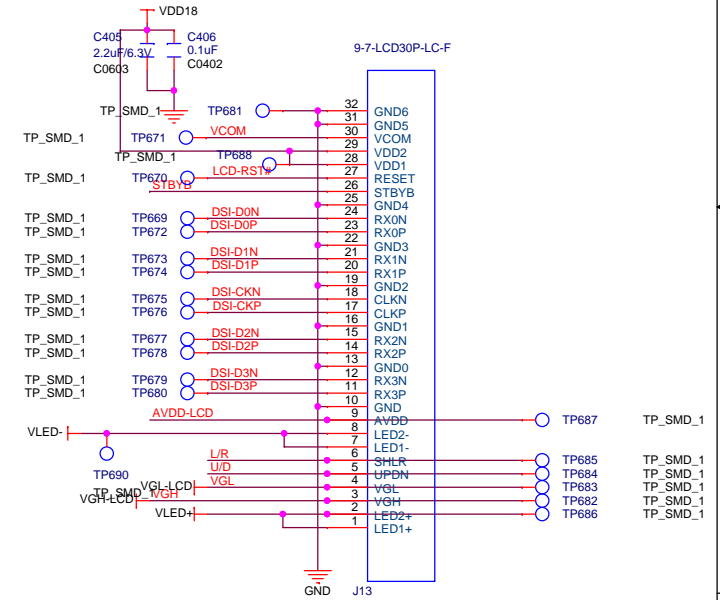 VDD18
C405
2.2uF/6.3V
C0603
C406
0.1uF
C0402
9-7-LCD30P-LC-F
TP_SMD_1 TP681 32 GND6
31 GND5
TP_SMD_1 TP671 VCOM 30 VCOM
29 VDD2
TP_SMD_1 TP688 28 VDD1
TP_SMD_1 TP670 LCD-RST# 27 RESET
STBYB 26 STBYB
25 GND4
TP_SMD_1 TP669 DSI-D0N 24 RX0N
TP_SMD_1 TP672 DSI-D0P 23 RX0P
22 GND3
TP_SMD_1 TP673 DSI-D1N 21 RX1N
TP_SMD_1 TP674 DSI-D1P 20 RX1P
19 GND2
TP_SMD_1 TP675 DSI-CKN 18 CLKN
TP_SMD_1 TP676 DSI-CKP 17 CLKP
16 GND1
TP_SMD_1 TP677 DSI-D2N 15 RX2N
TP_SMD_1 TP678 DSI-D2P 14 RX2P
13 GND0
TP_SMD_1 TP679 DSI-D3N 12 RX3N
TP_SMD_1 TP680 DSI-D3P 11 RX3P
10 GND
AVDD-LCD 9 AVDD TP687 TP_SMD_1
VLED- 8 LED2-
7 LED1-
TP690
TP_SMD_1
L/R 6 SHLR TP685 TP_SMD_1
U/D 5 UPDN TP684 TP_SMD_1
VGL-LCD VGL 4 VGL TP683 TP_SMD_1
VGH-LCD VGH 3 VGH TP682 TP_SMD_1
VLED+ 2 LED2+ TP686 TP_SMD_1
1 LED1+
GND
J13